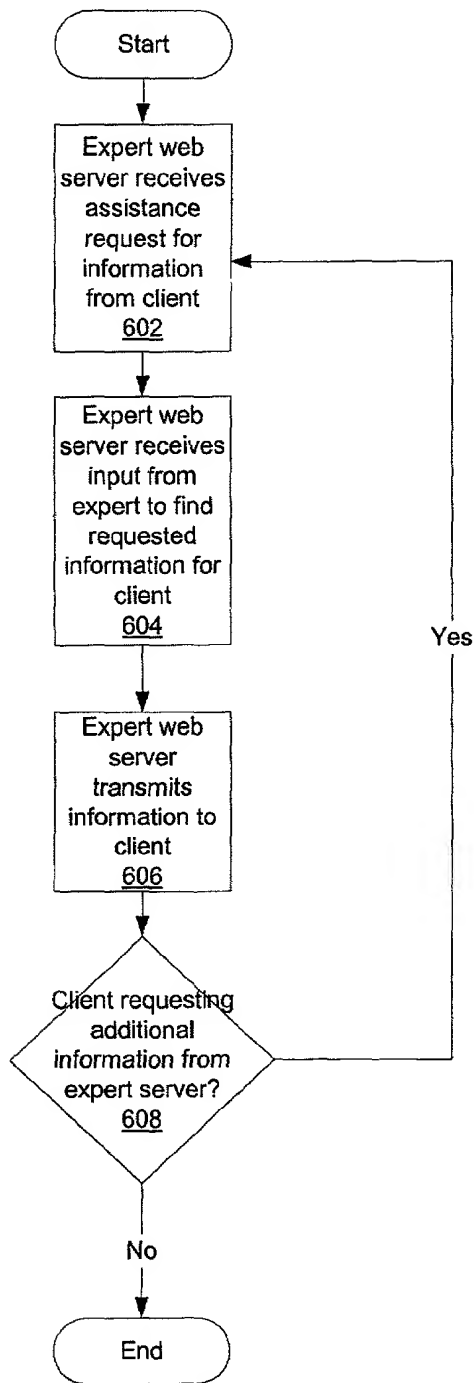 Start
Expert web
server receives
assistance
request for
information
from client
602
Expert web
server receives
input from
expert to find
requested
information for
client
604
Expert web
server
transmits
information to
client
606
Client requesting
additional
information from
expert server?
608
Yes
No
End